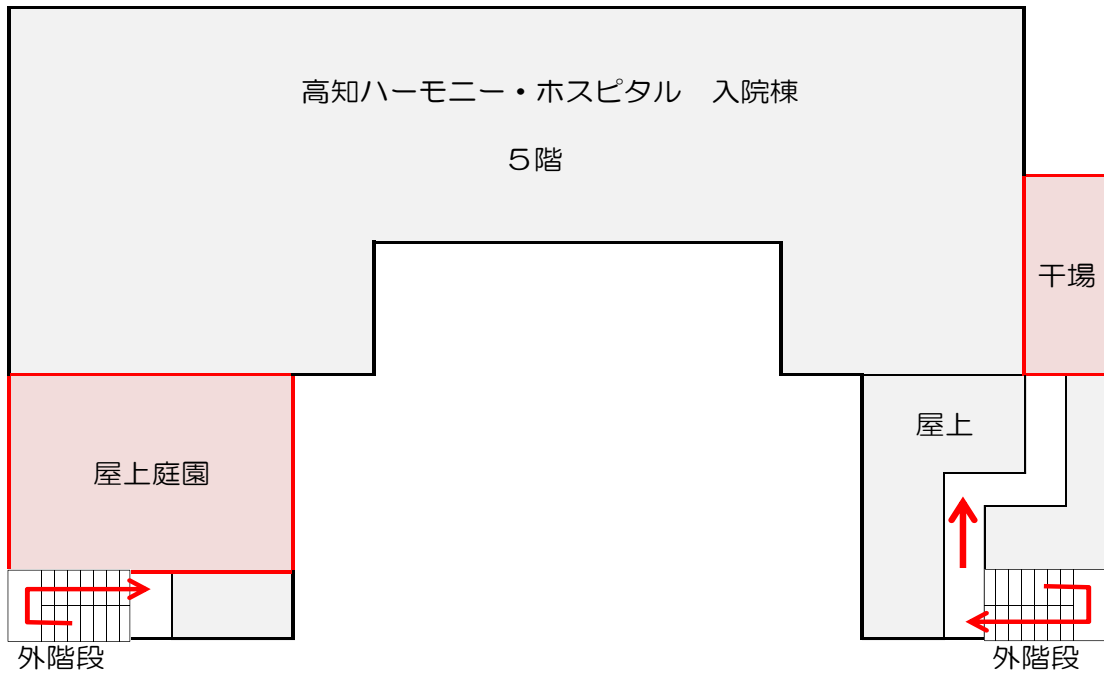 高知ハーモニー・ホスピタル　入院棟
５階
干場
屋上
屋上庭園
外階段
外階段